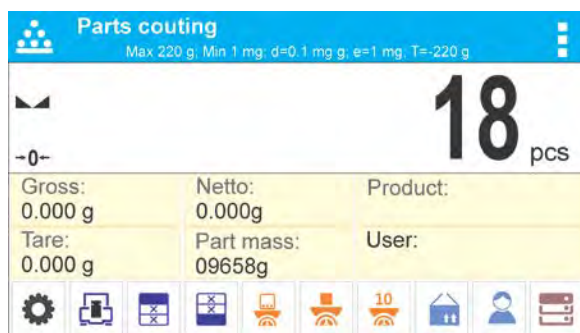 Parts couting
Max 220 g; Min 1 mg; d=0.1 mg g; e=1 mg; T=-220 g
18 pcs
→0←
Gross: Netto: Product:
0.000 g 0.000g
Tare: Part mass: User:
0.000 g 09658g
10